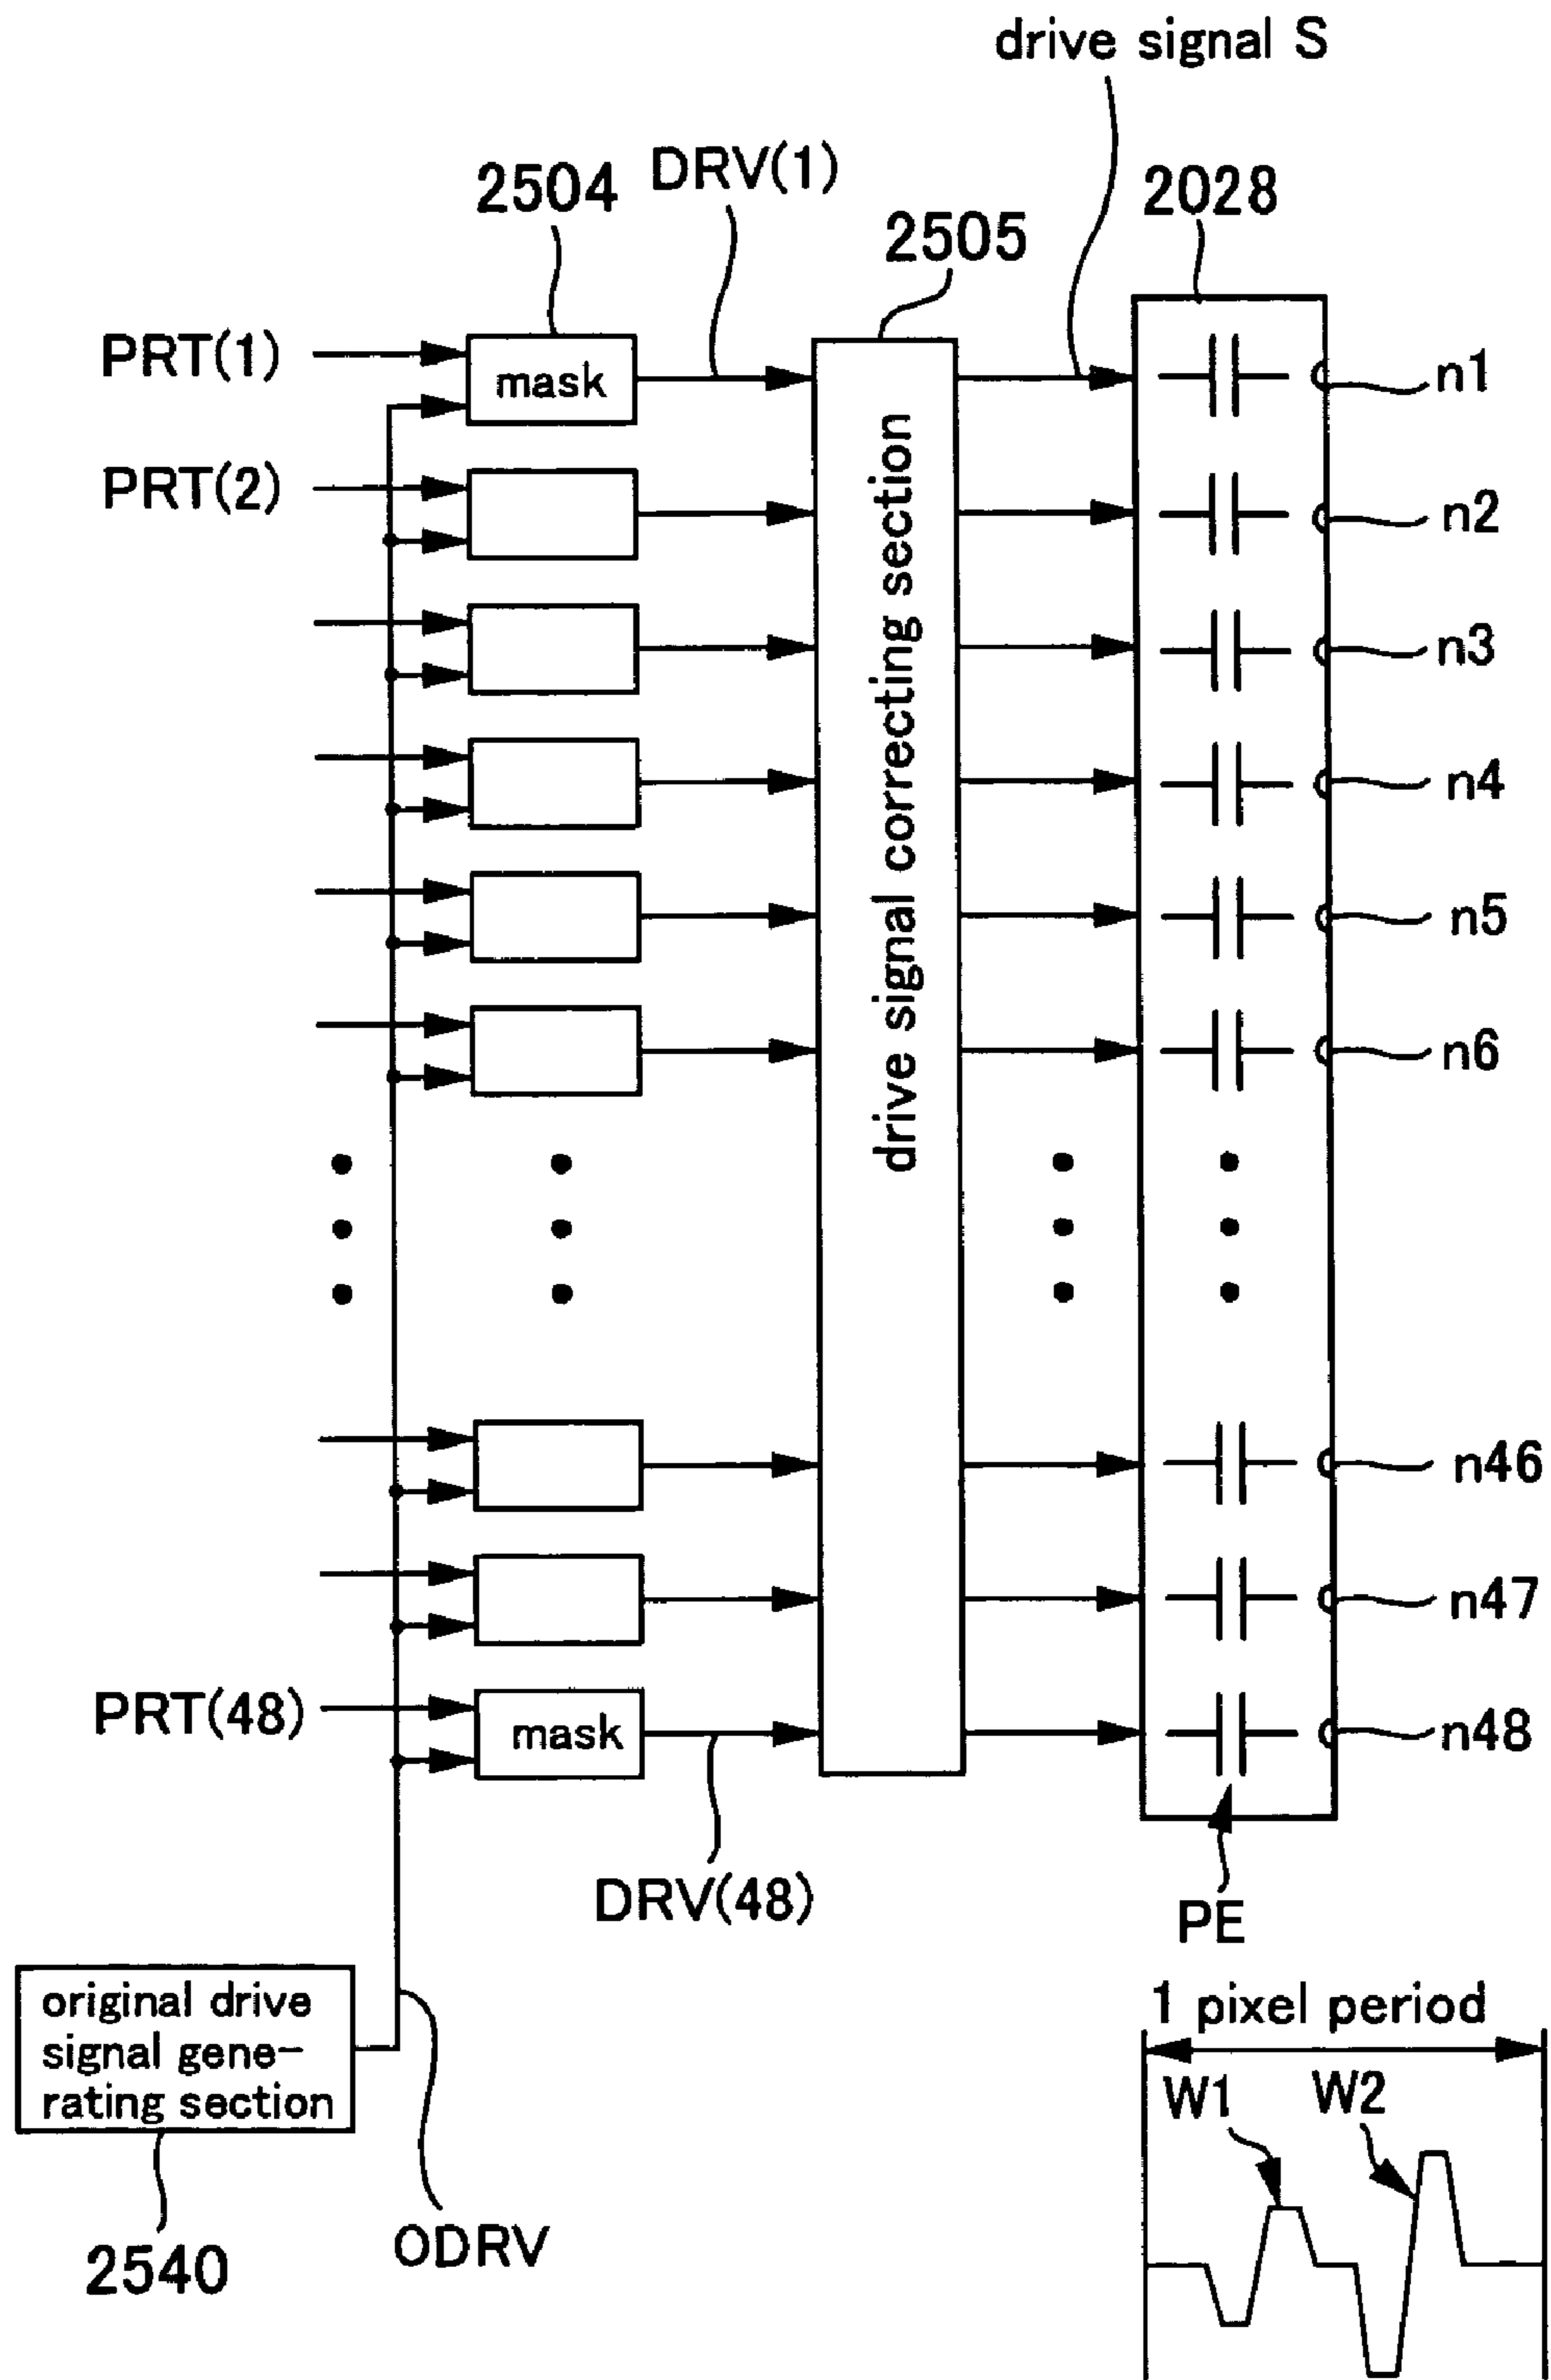 drive signal S
2504
DRV(1)
2505
2028
PRT(1)
mask
n1
PRT(2)
n2
n3
n4
n5
n6
drive signal correcting section
n46
n47
PRT(48)
mask
n48
DRV(48)
PE
original drive
signal gene-
rating section
2540
ODRV
1 pixel period
W1
W2